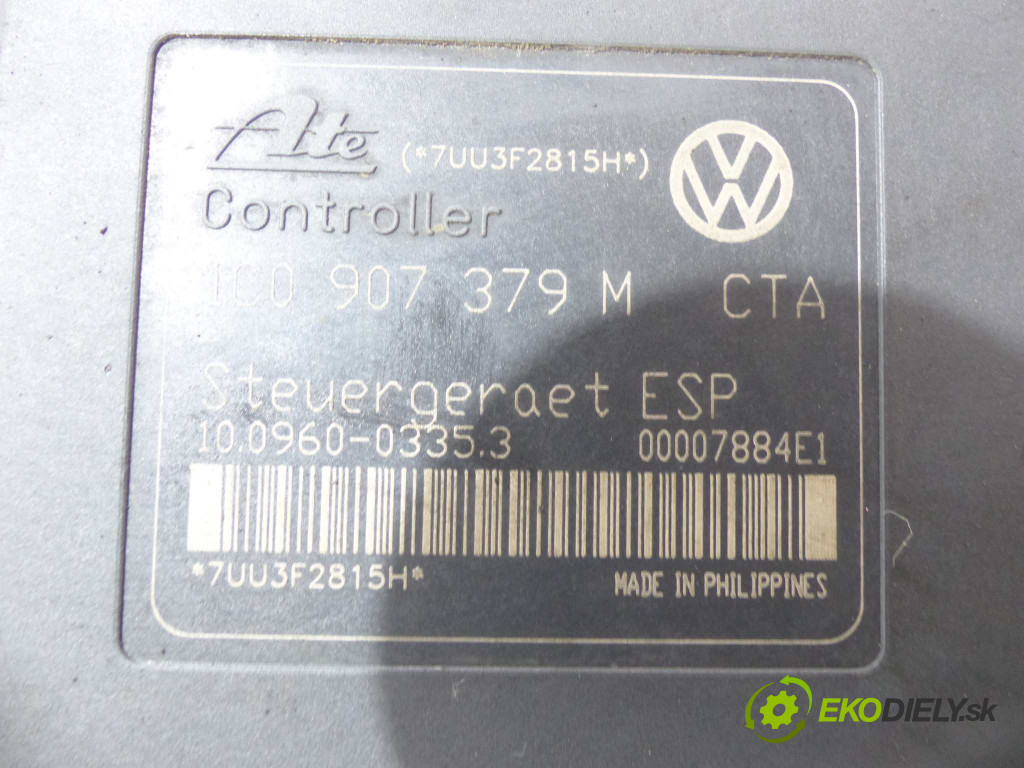 Ate (*7UU3F2815H*)
Controller
1C0 907 379 M CTA
Steuergeraet ESP
10.0960-0335.3 00007884E1
*7UU3F2815H* MADE IN PHILIPPINES
EKODIELY.sk